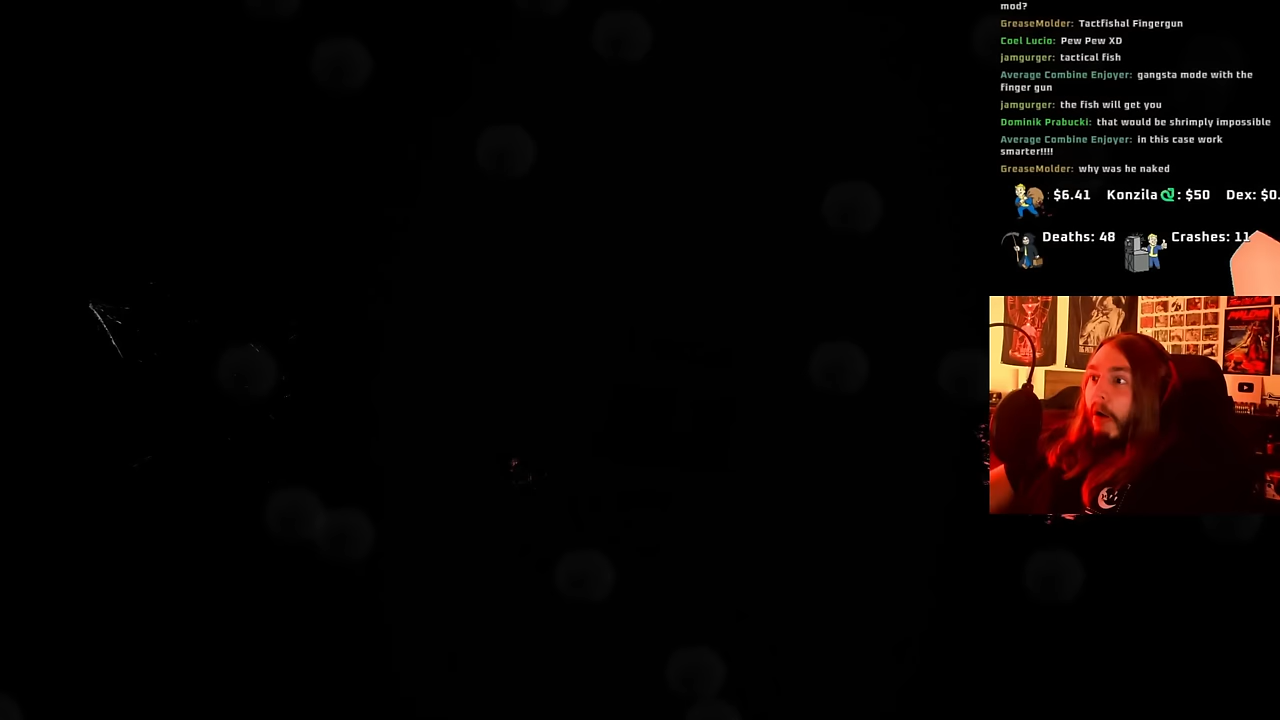 mod?
GreaseMolder: Tactfishal Fingergun
Coel Lucio: Pew Pew XD
jamgurger: tactical fish
Average Combine Enjoyer: gangsta mode with the
finger gun
jamgurger: the fish will get you
Dominik Prabucki: that would be shrimply impossible
Average Combine Enjoyer: in this case work
smarter!!!!
GreaseMolder: why was he naked
: $6.41 Konzila : $50 Dex: $0.
Deaths: 48 Crashes: 11